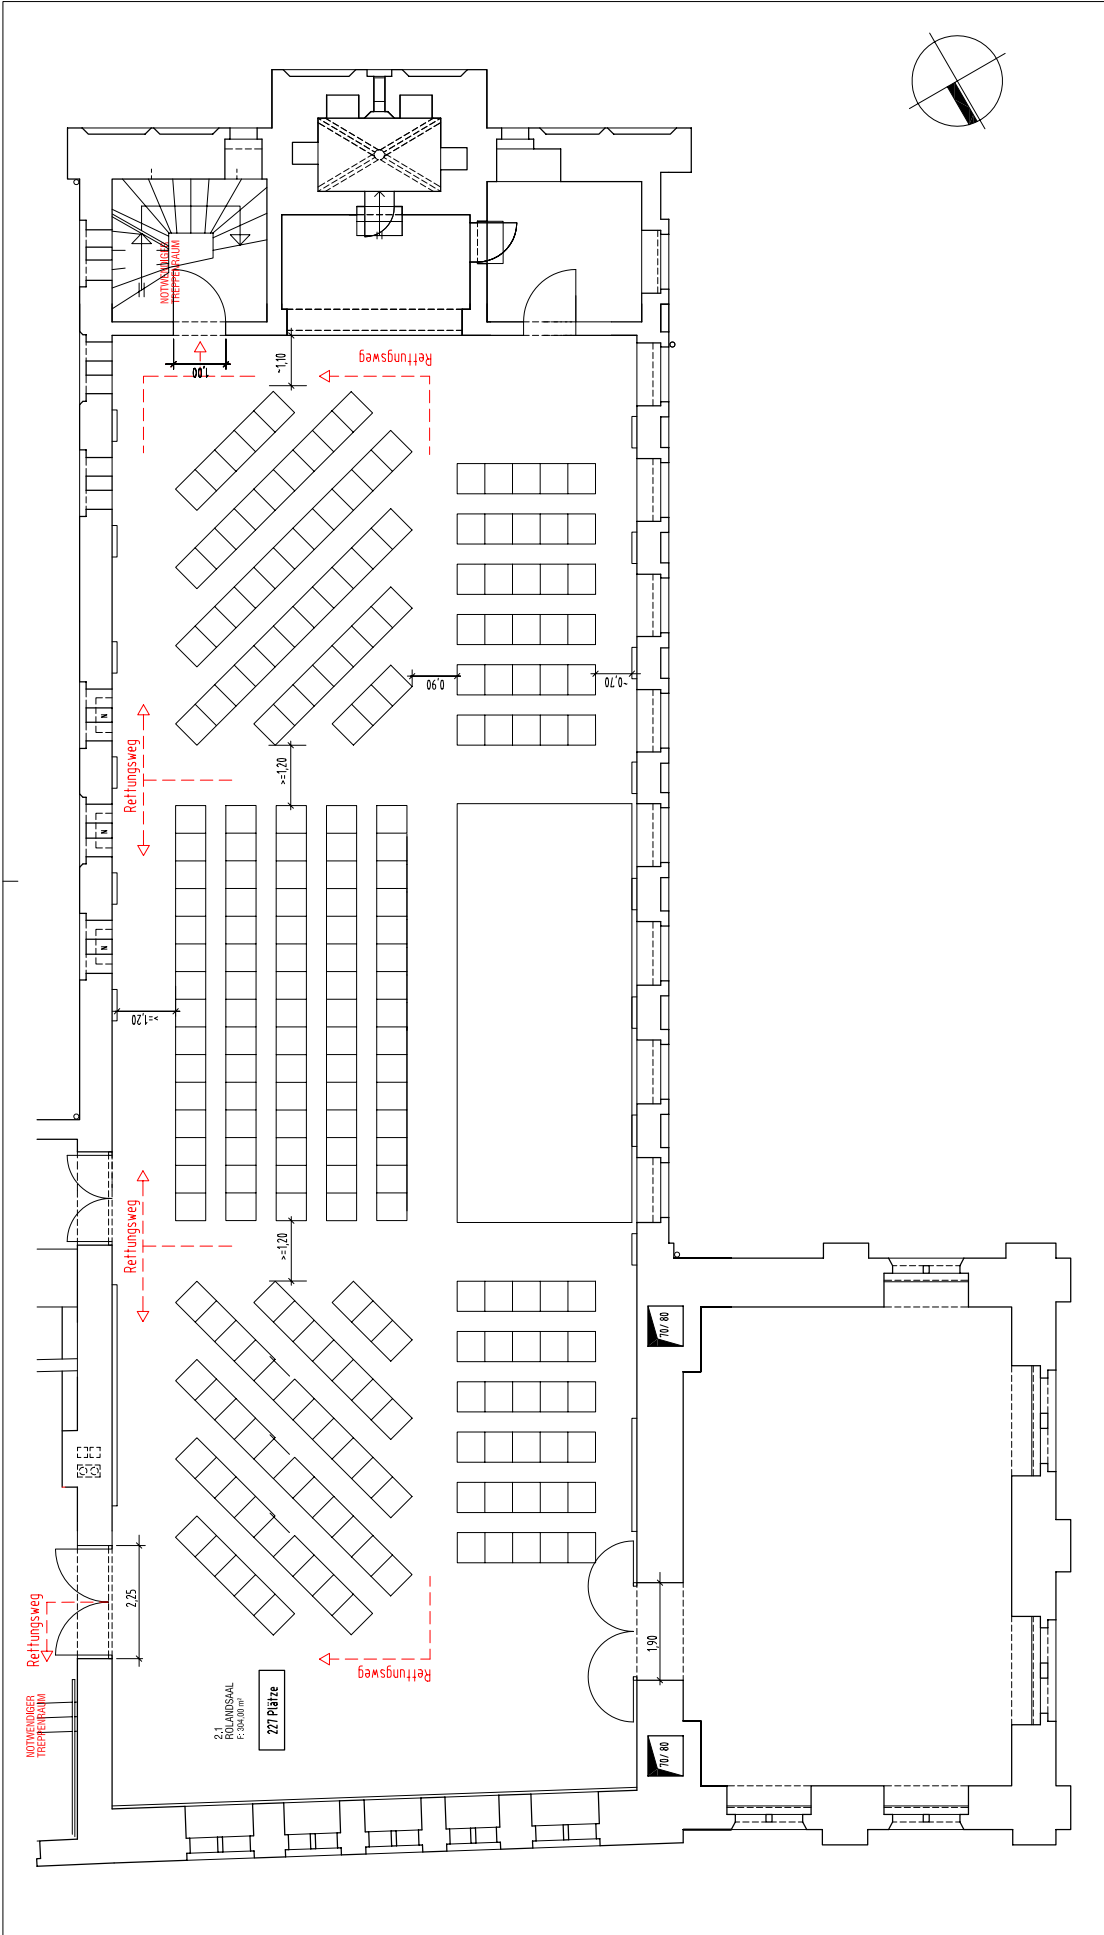 NOTWENDIGER
TREPPENRAUM
1,00
~1,10
Rettungsweg
0,90
~0,70
Rettungsweg
N
>=1,20
N
N
>=1,20
Rettungsweg
>=1,20
70/ 80
2,25
Rettungsweg
1,90
Rettungsweg
NOTWENDIGER
TREPPENRAUM
2.1
ROLANDSAAL
F: 304,00 m²
227 Plätze
70/ 80